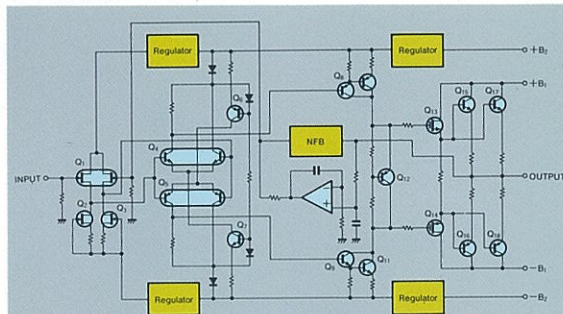 Regulator
Regulator
+B₂
Q₈
Q₆
+B₁
Q₁₅
Q₁₇
Q₁₃
Q₄
NFB
Q₁
INPUT
Q₅
Q₁₂
OUTPUT
Q₂
Q₃
Q₁₄
Q₇
Q₁₆
Q₁₈
Q₉
Q₁₁
−B₁
Regulator
Regulator
−B₂